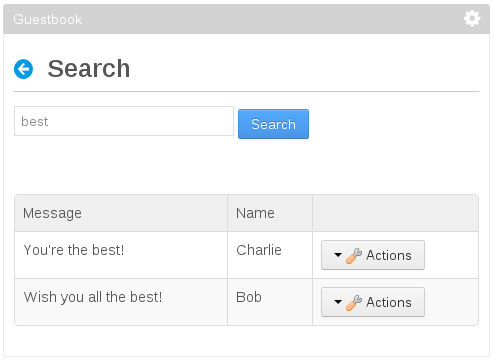 Guestbook
Search
best
Search
Message Name
You're the best! Charlie Actions
Wish you all the best! Bob Actions